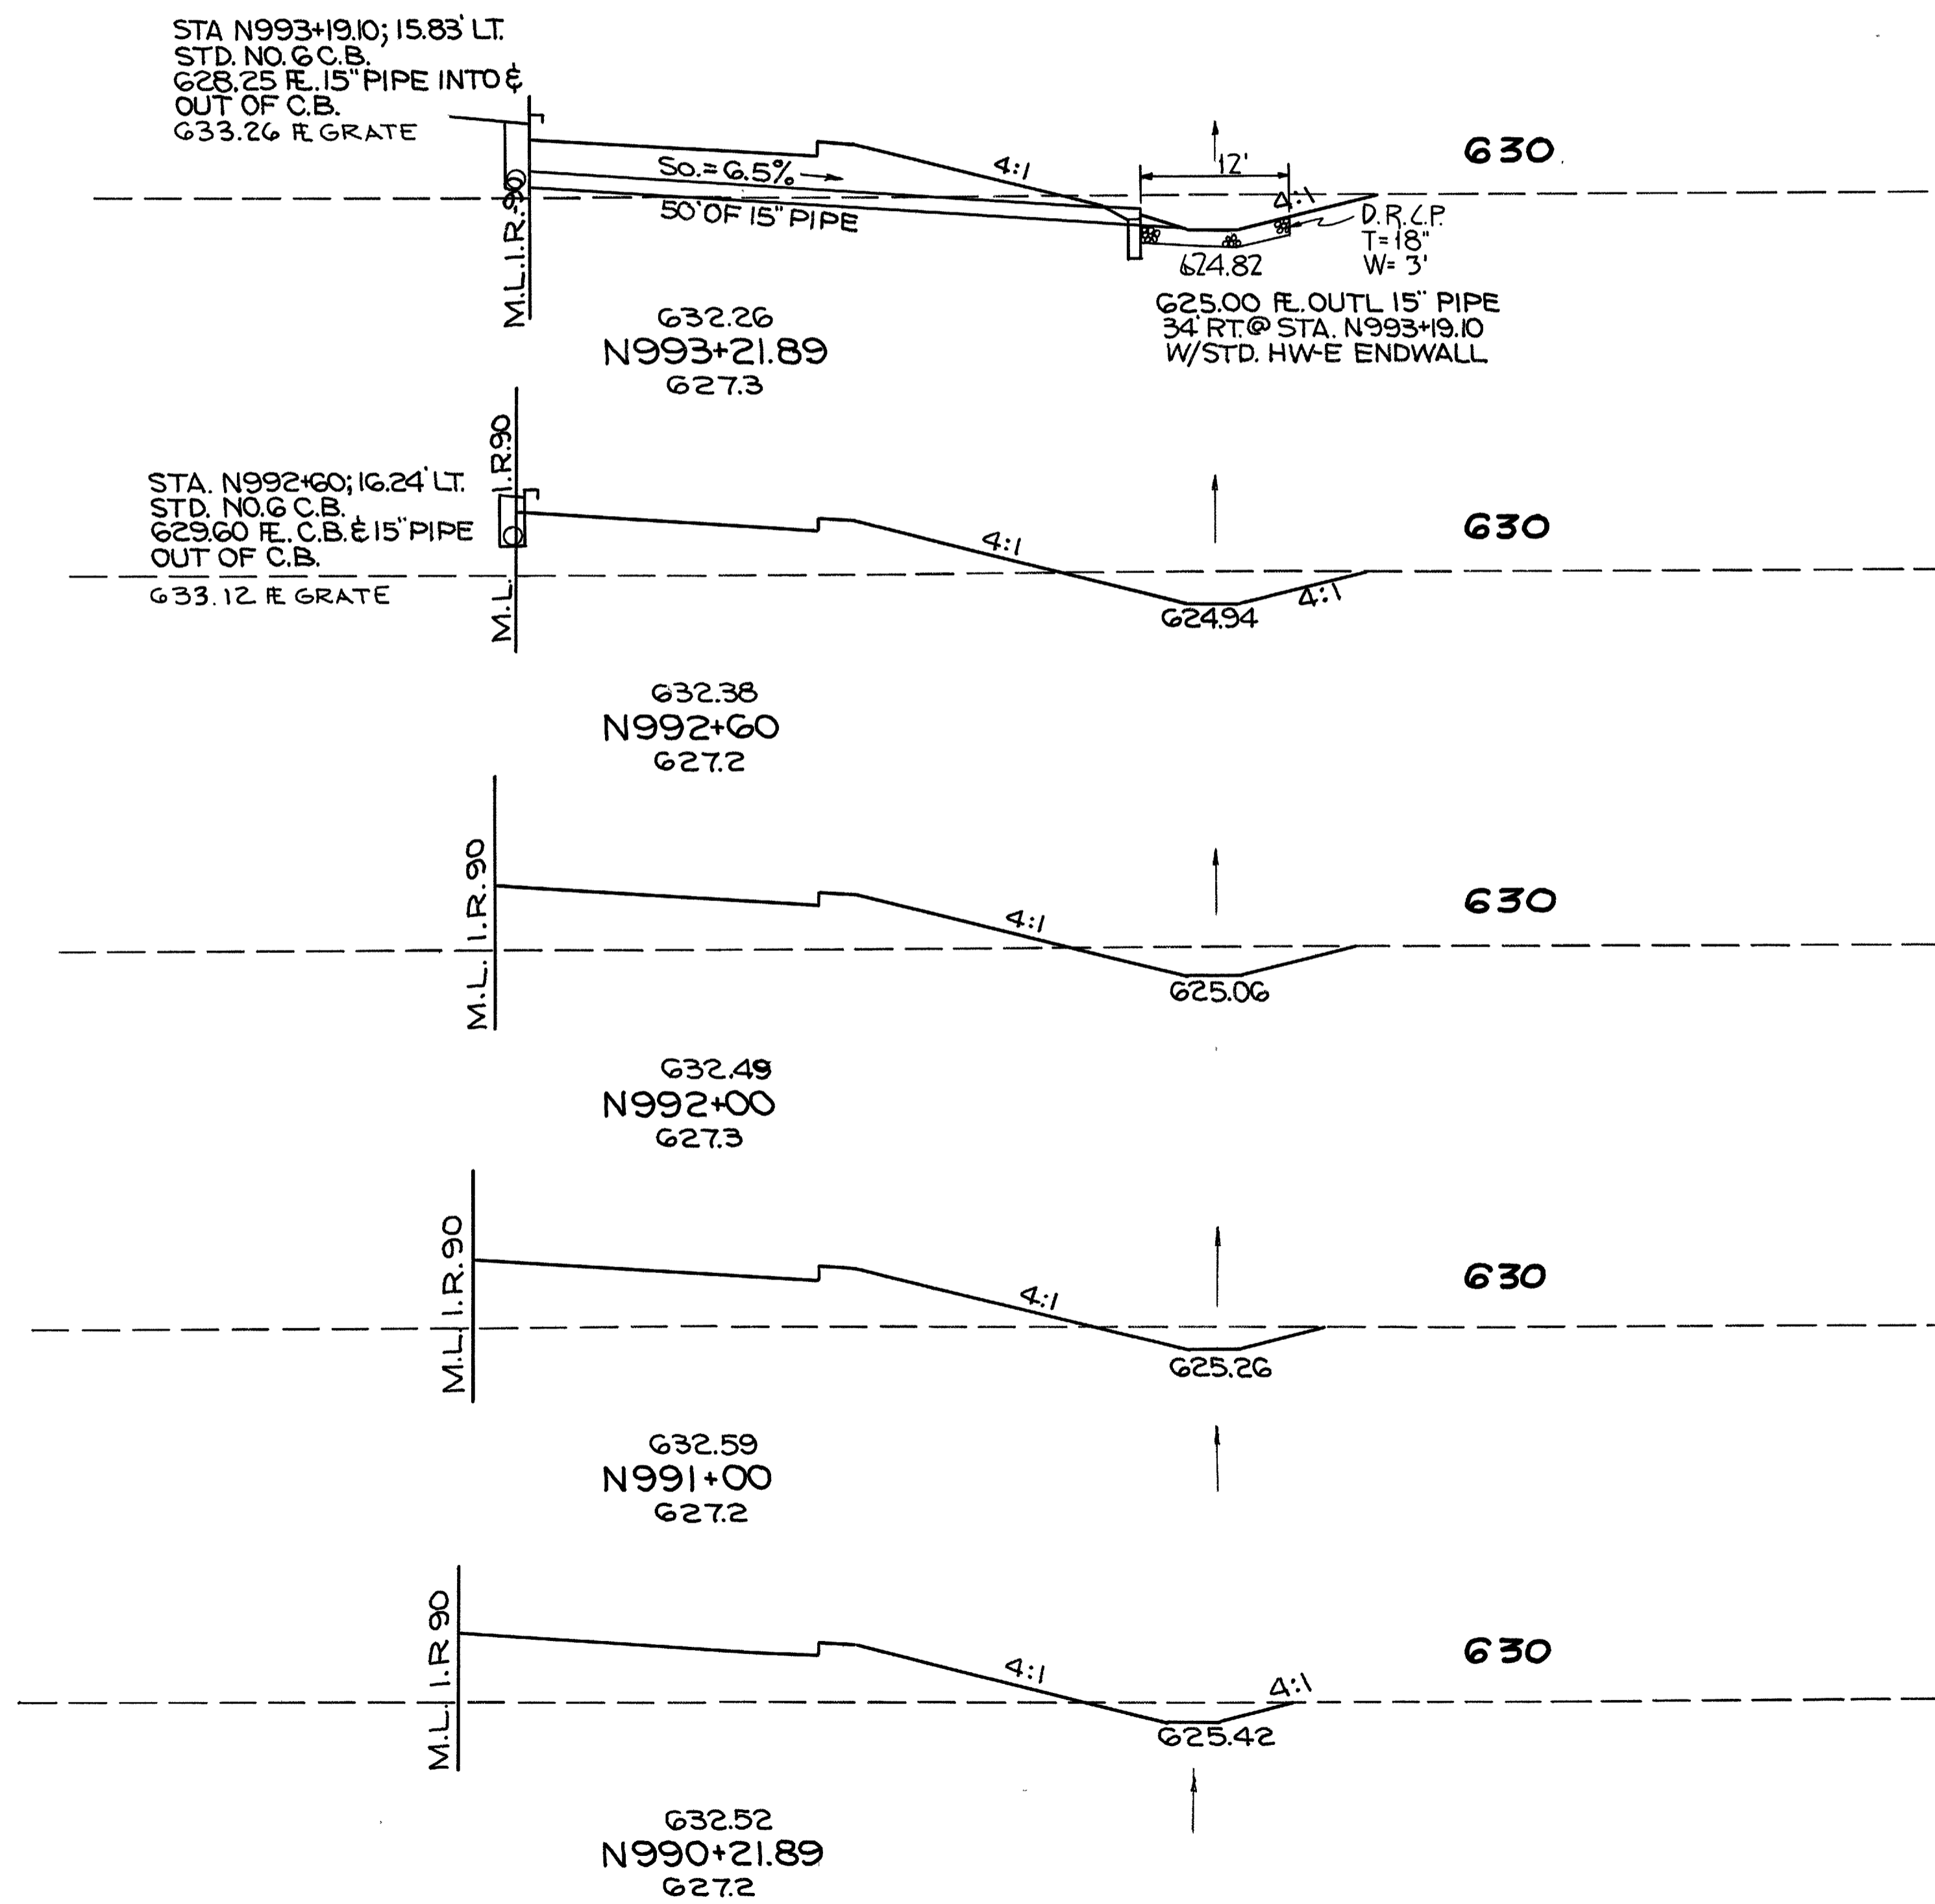 STA N993+19.10; 15.83' LT.
STD. NO. 6 C.B.
628.25 FL. 15" PIPE INTO &
OUT OF C.B.
633.26 FL GRATE
M.L. I.R. 90
So. = 6.5%
50' OF 15" PIPE
4:1
12'
4:1
630
D.R.C.P.
T= 18"
W= 3'
624.82
625.00 FL. OUTL 15" PIPE
34' RT. @ STA. N993+19.10
W/STD. HW-E ENDWALL
632.26
N993+21.89
627.3
STA. N992+60; 16.24' LT.
STD. NO. 6 C.B.
629.60 FL. C.B. & 15" PIPE
OUT OF C.B.
633.12 FL GRATE
M.L. I.R. 90
4:1
624.94
4:1
630
632.38
N992+60
627.2
M.L. I.R. 90
4:1
625.06
630
632.49
N992+00
627.3
M.L. I.R. 90
4:1
625.26
630
632.59
N991+00
627.2
M.L. I.R 90
4:1
625.42
4:1
630
632.52
N990+21.89
627.2